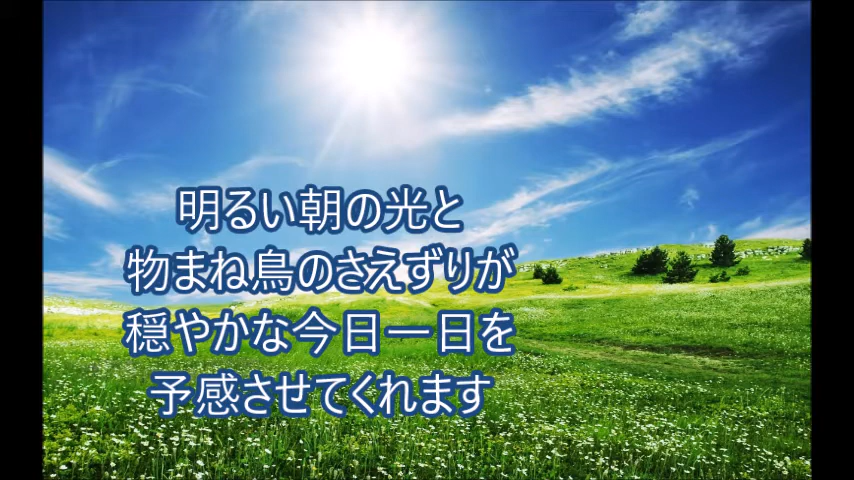 明るい朝の光と
物まね鳥のさえずりが
穏やかな今日一日を
予感させてくれます